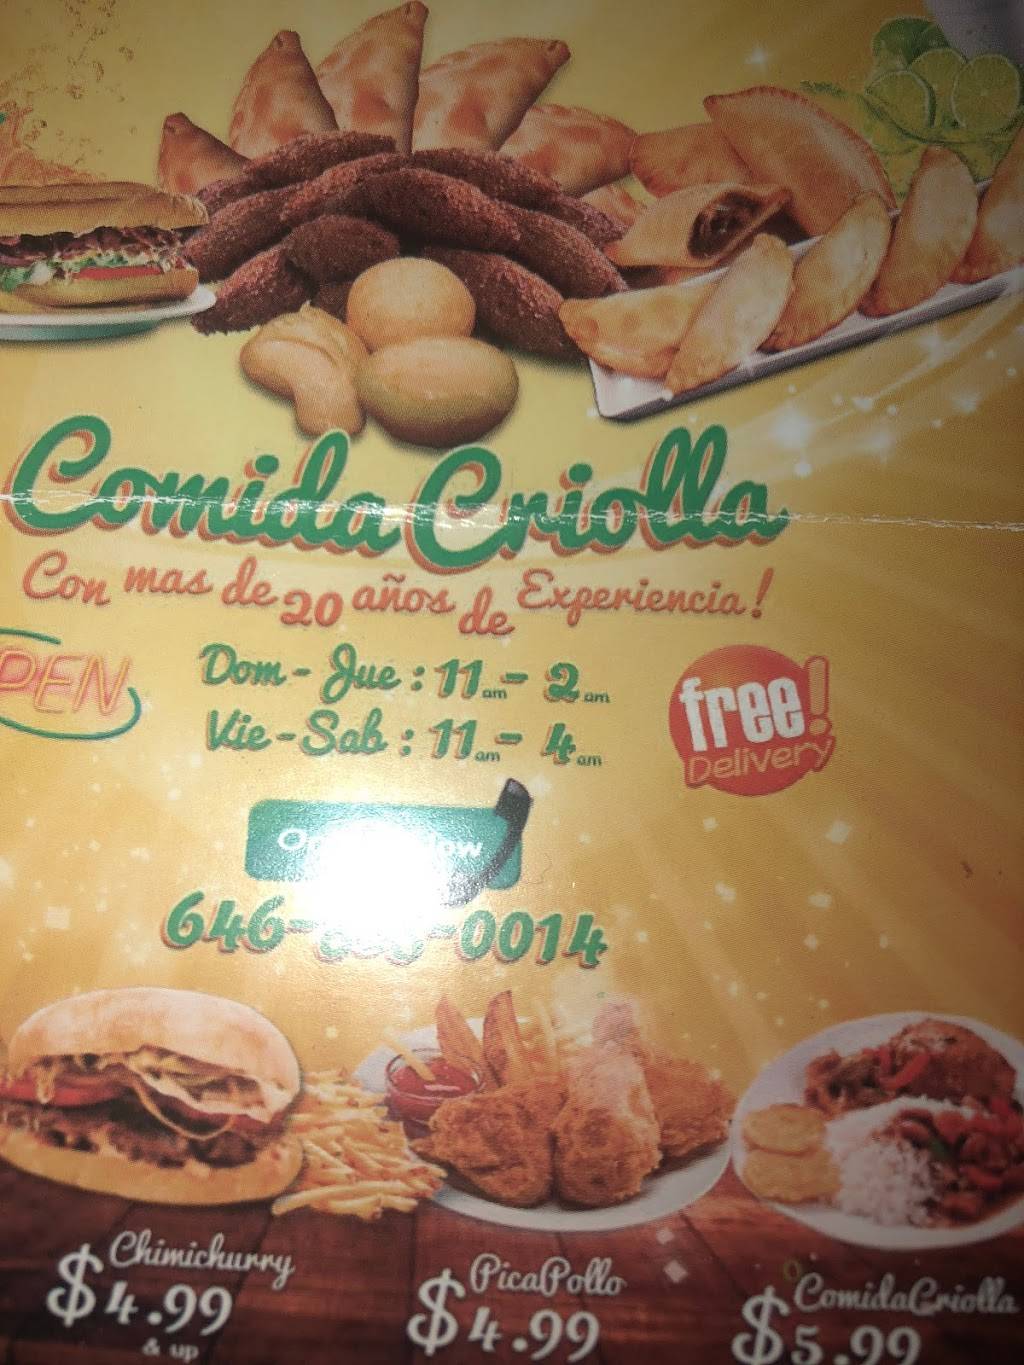 Comida Criolla
Con mas de 20 años de Experiencia!
PEN
Dom - Jue : 11am - 2am
Vie - Sab : 11am - 4am
free!
Delivery
646- -0014
Chimichurry
$4.99
& up
PicaPollo
$4.99
ComidaCriolla
$5.99